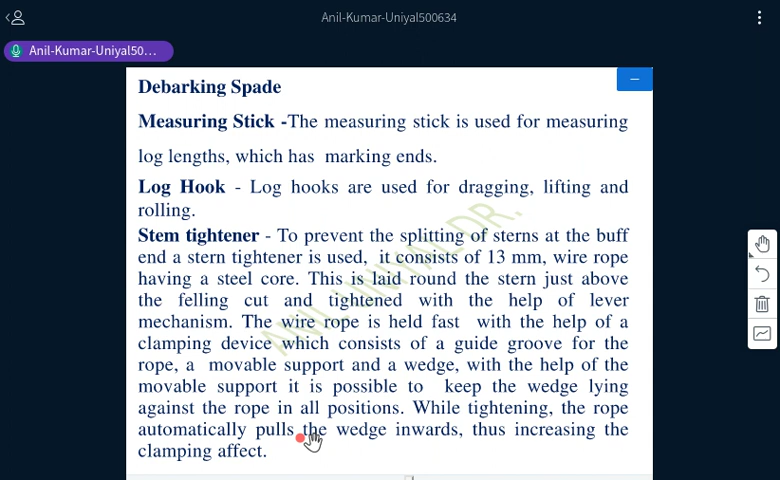 Anil-Kumar-Uniyal500634
Anil-Kumar-Uniyal50...
Debarking Spade
Measuring Stick -The measuring stick is used for measuring
log lengths, which has marking ends.
Log Hook - Log hooks are used for dragging, lifting and
rolling.
Stem tightener - To prevent the splitting of sterns at the buff
end a stern tightener is used, it consists of 13 mm, wire rope
having a steel core. This is laid round the stern just above
the felling cut and tightened with the help of lever
mechanism. The wire rope is held fast with the help of a
clamping device which consists of a guide groove for the
rope, a movable support and a wedge, with the help of the
movable support it is possible to keep the wedge lying
against the rope in all positions. While tightening, the rope
automatically pulls the wedge inwards, thus increasing the
clamping affect.
ANIL UNIYAL DR.